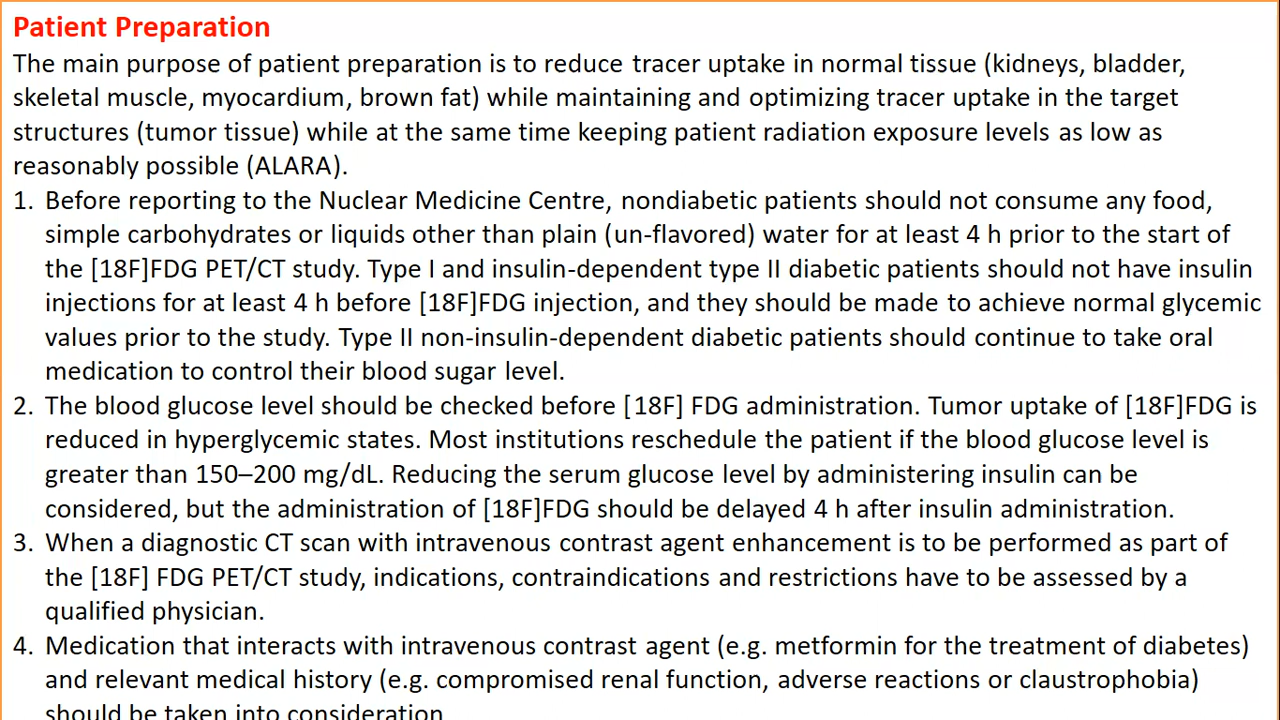 Patient Preparation
The main purpose of patient preparation is to reduce tracer uptake in normal tissue (kidneys, bladder,
skeletal muscle, myocardium, brown fat) while maintaining and optimizing tracer uptake in the target
structures (tumor tissue) while at the same time keeping patient radiation exposure levels as low as
reasonably possible (ALARA).
1. Before reporting to the Nuclear Medicine Centre, nondiabetic patients should not consume any food,
simple carbohydrates or liquids other than plain (un-flavored) water for at least 4 h prior to the start of
the [18F]FDG PET/CT study. Type I and insulin-dependent type II diabetic patients should not have insulin
injections for at least 4 h before [18F]FDG injection, and they should be made to achieve normal glycemic
values prior to the study. Type II non-insulin-dependent diabetic patients should continue to take oral
medication to control their blood sugar level.
2. The blood glucose level should be checked before [18F] FDG administration. Tumor uptake of [18F]FDG is
reduced in hyperglycemic states. Most institutions reschedule the patient if the blood glucose level is
greater than 150–200 mg/dL. Reducing the serum glucose level by administering insulin can be
considered, but the administration of [18F]FDG should be delayed 4 h after insulin administration.
3. When a diagnostic CT scan with intravenous contrast agent enhancement is to be performed as part of
the [18F] FDG PET/CT study, indications, contraindications and restrictions have to be assessed by a
qualified physician.
4. Medication that interacts with intravenous contrast agent (e.g. metformin for the treatment of diabetes)
and relevant medical history (e.g. compromised renal function, adverse reactions or claustrophobia)
should be taken into consideration